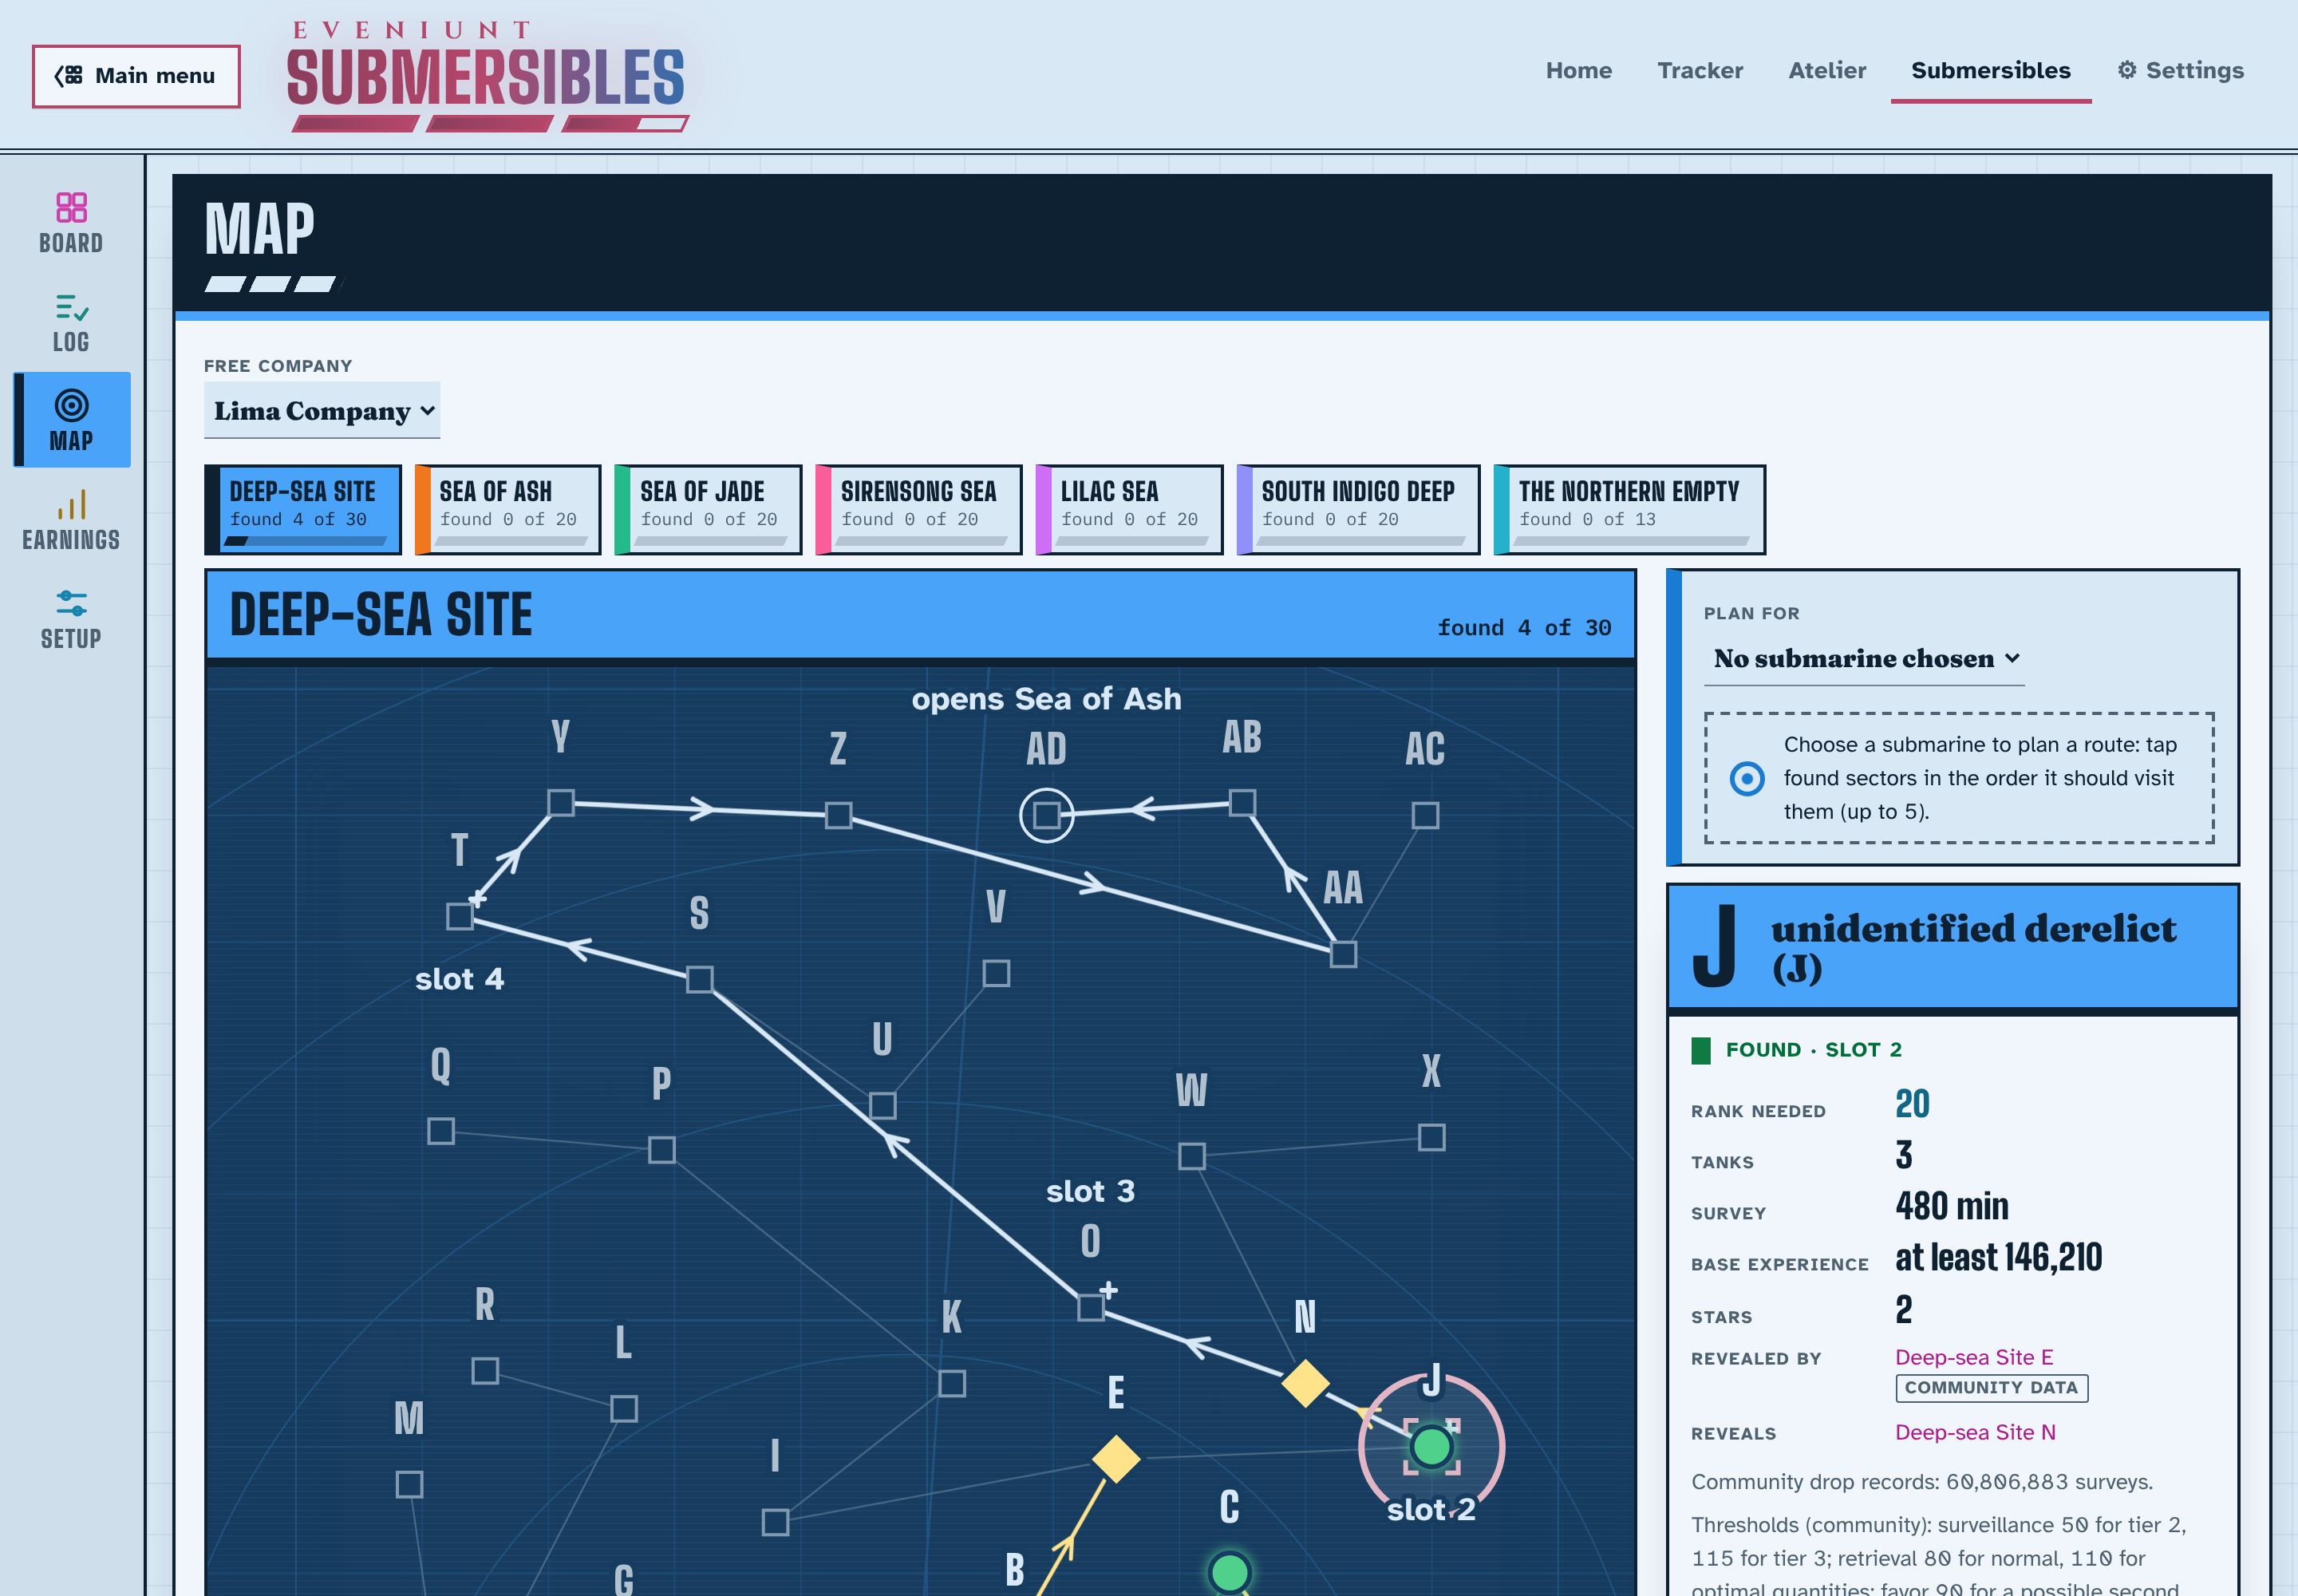 Main menu
EVENIUNT
SUBMERSIBLES
Home
Tracker
Atelier
Submersibles
Settings
BOARD
LOG
MAP
EARNINGS
SETUP
MAP
FREE COMPANY
Lima Company
DEEP-SEA SITE
found 4 of 30
SEA OF ASH
found 0 of 20
SEA OF JADE
found 0 of 20
SIRENSONG SEA
found 0 of 20
LILAC SEA
found 0 of 20
SOUTH INDIGO DEEP
found 0 of 20
THE NORTHERN EMPTY
found 0 of 13
DEEP-SEA SITE
found 4 of 30
opens Sea of Ash
Y
Z
AD
AB
AC
T
S
V
AA
slot 4
Q
P
U
W
X
slot 3
O
R
L
K
N
M
I
E
J
slot 2
C
B
G
PLAN FOR
No submarine chosen
Choose a submarine to plan a route: tap
found sectors in the order it should visit
them (up to 5).
J
unidentified derelict
(J)
FOUND · SLOT 2
RANK NEEDED 20
TANKS 3
SURVEY 480 min
BASE EXPERIENCE at least 146,210
STARS 2
REVEALED BY Deep-sea Site E
COMMUNITY DATA
REVEALS Deep-sea Site N
Community drop records: 60,806,883 surveys.
Thresholds (community): surveillance 50 for tier 2,
115 for tier 3; retrieval 80 for normal, 110 for
optimal quantities; favor 90 for a possible second